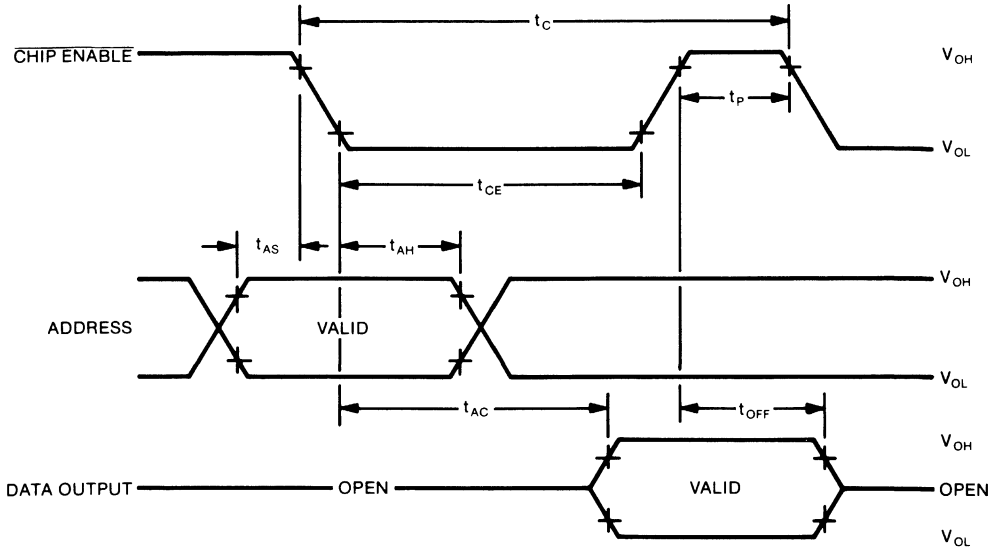 t_C
CHIP ENABLE
V_OH
t_P
V_OL
t_CE
t_AS
t_AH
V_OH
ADDRESS
VALID
V_OL
t_AC
t_OFF
V_OH
DATA OUTPUT
OPEN
VALID
OPEN
V_OL